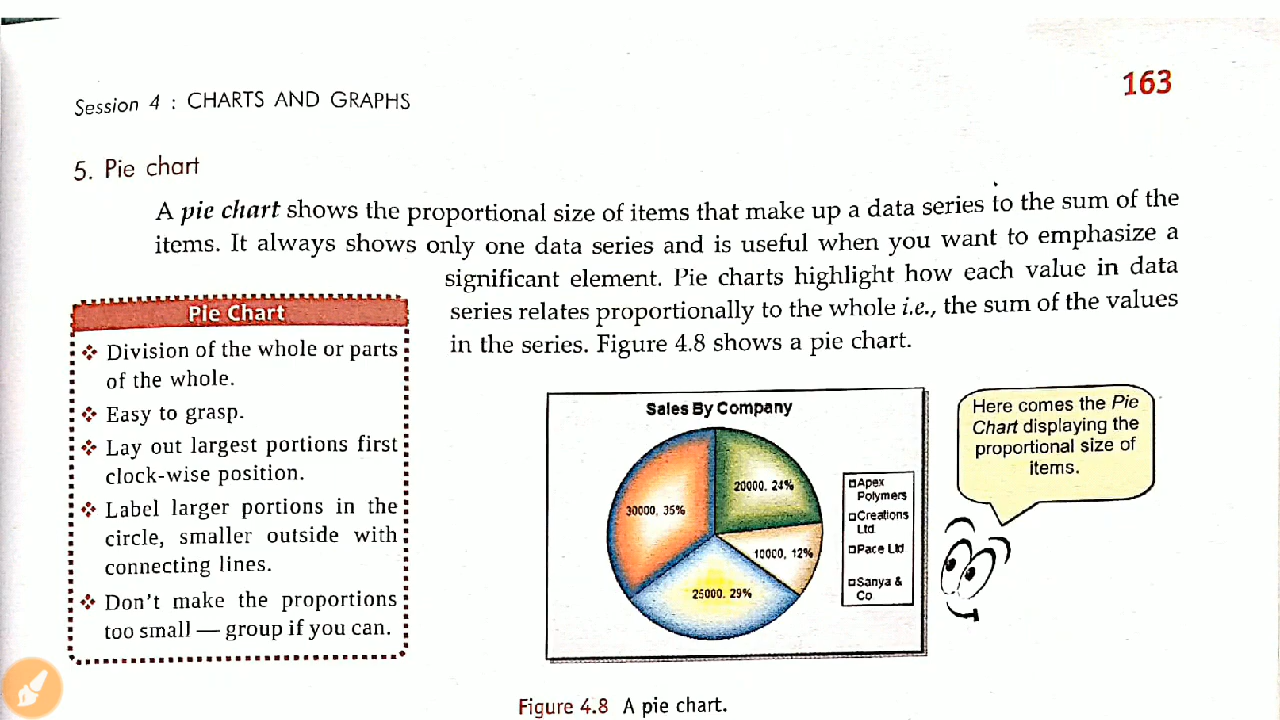 Session 4 : CHARTS AND GRAPHS
163
5. Pie chart
A pie chart shows the proportional size of items that make up a data series to the sum of the
items. It always shows only one data series and is useful when you want to emphasize a
significant element. Pie charts highlight how each value in data
series relates proportionally to the whole i.e., the sum of the values
in the series. Figure 4.8 shows a pie chart.
Pie Chart
❖ Division of the whole or parts
of the whole.
❖ Easy to grasp.
❖ Lay out largest portions first
clock-wise position.
❖ Label larger portions in the
circle, smaller outside with
connecting lines.
❖ Don't make the proportions
too small — group if you can.
Sales By Company
20000, 24%
30000, 35%
10000, 12%
25000, 29%
Apex
Polymers
Creations
Ltd
Pace Ltd
Sanya &
Co
Here comes the Pie
Chart displaying the
proportional size of
items.
Figure 4.8 A pie chart.